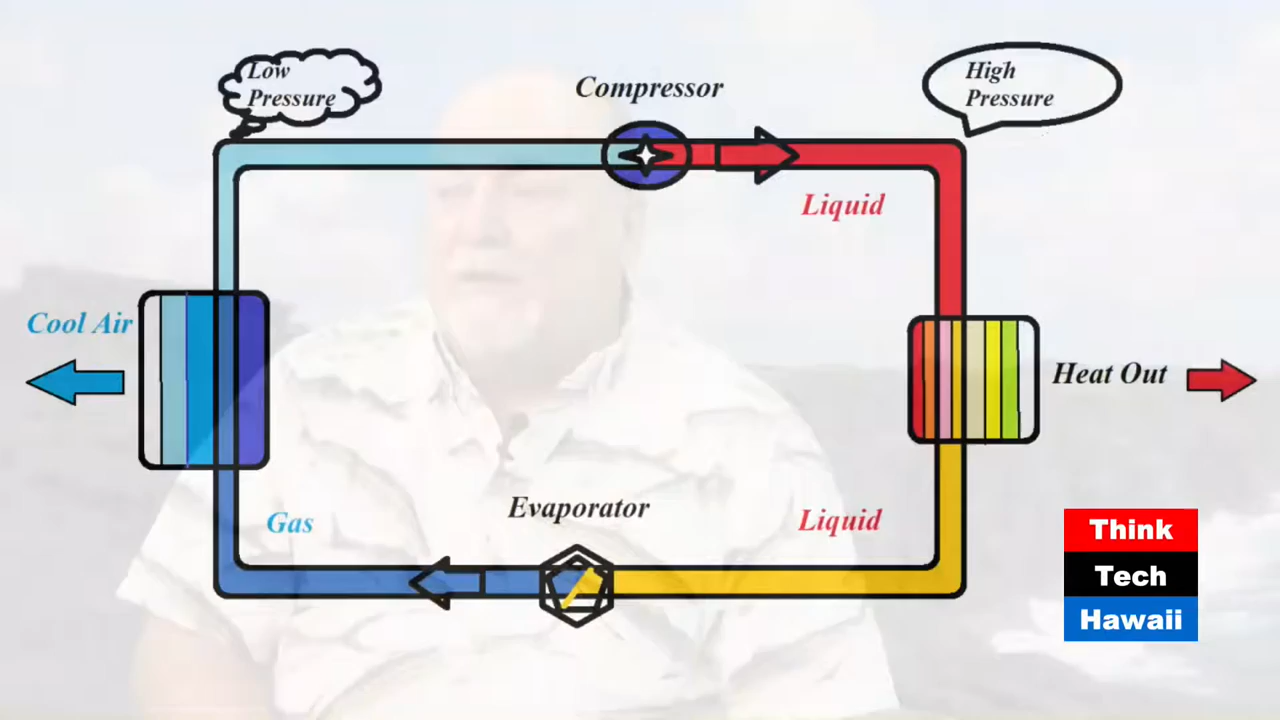 Low
Pressure
Compressor
High
Pressure
Liquid
Cool Air
Heat Out
Evaporator
Gas
Liquid
Think
Tech
Hawaii